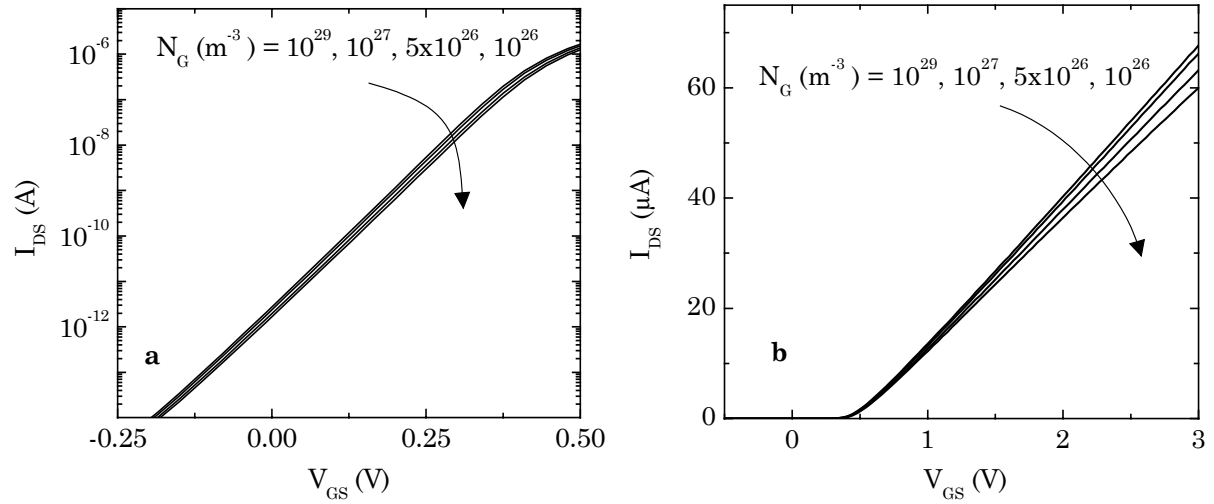 N_G (m^-3) = 10^29, 10^27, 5x10^26, 10^26
10^-6
10^-8
10^-10
10^-12
I_DS (A)
a
-0.25 0.00 0.25 0.50
V_GS (V)
N_G (m^-3) = 10^29, 10^27, 5x10^26, 10^26
60
40
20
0
I_DS (μA)
b
0 1 2 3
V_GS (V)